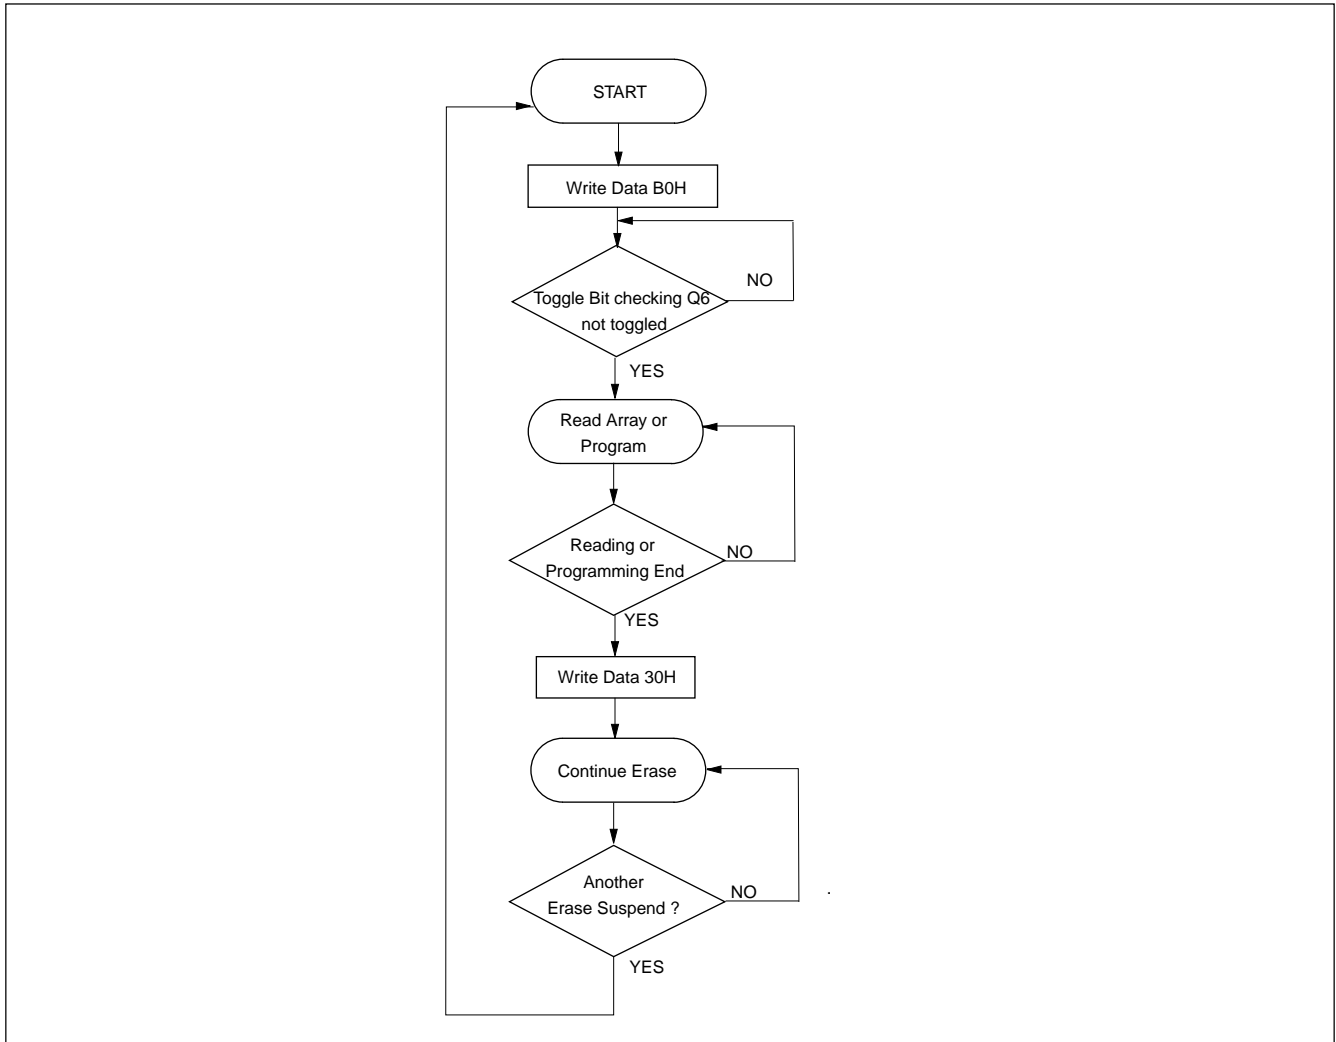 START
Write Data B0H
NO
Toggle Bit checking Q6
not toggled
YES
Read Array or
Program
Reading or
NO
Programming End
YES
Write Data 30H
Continue Erase
Another
NO
Erase Suspend ?
YES
.